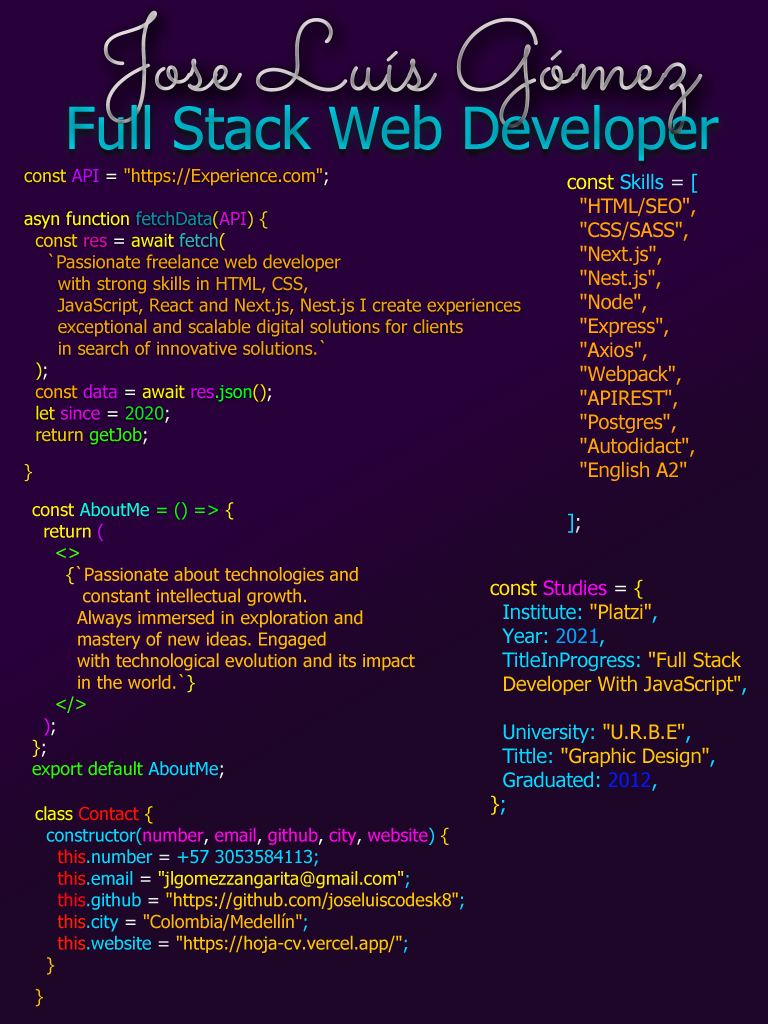 Jose Luís Gómez
Full Stack Web Developer
const API = "https://Experience.com";
asyn function fetchData(API) {
const res = await fetch(
`Passionate freelance web developer
with strong skills in HTML, CSS,
JavaScript, React and Next.js, Nest.js I create experiences
exceptional and scalable digital solutions for clients
in search of innovative solutions.`
);
const data = await res.json();
let since = 2020;
return getJob;
}
const AboutMe = () => {
return (
<>
{`Passionate about technologies and
constant intellectual growth.
Always immersed in exploration and
mastery of new ideas. Engaged
with technological evolution and its impact
in the world.`}
</>
);
};
export default AboutMe;
class Contact {
constructor(number, email, github, city, website) {
this.number = +57 3053584113;
this.email = "jlgomezzangarita@gmail.com";
this.github = "https://github.com/joseluiscodesk8";
this.city = "Colombia/Medellín";
this.website = "https://hoja-cv.vercel.app/";
}
}
const Skills = [
"HTML/SEO",
"CSS/SASS",
"Next.js",
"Nest.js",
"Node",
"Express",
"Axios",
"Webpack",
"APIREST",
"Postgres",
"Autodidact",
"English A2"
];
const Studies = {
Institute: "Platzi",
Year: 2021,
TitleInProgress: "Full Stack
Developer With JavaScript",
University: "U.R.B.E",
Tittle: "Graphic Design",
Graduated: 2012,
};